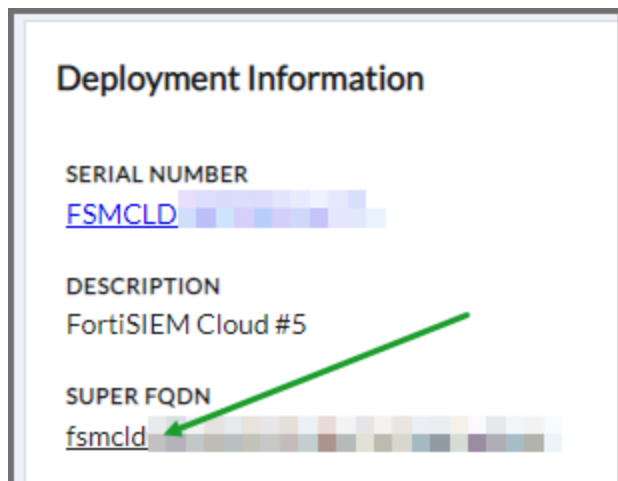 Deployment Information
SERIAL NUMBER
FSMCLD
DESCRIPTION
FortiSIEM Cloud #5
SUPER FQDN
fsmcld